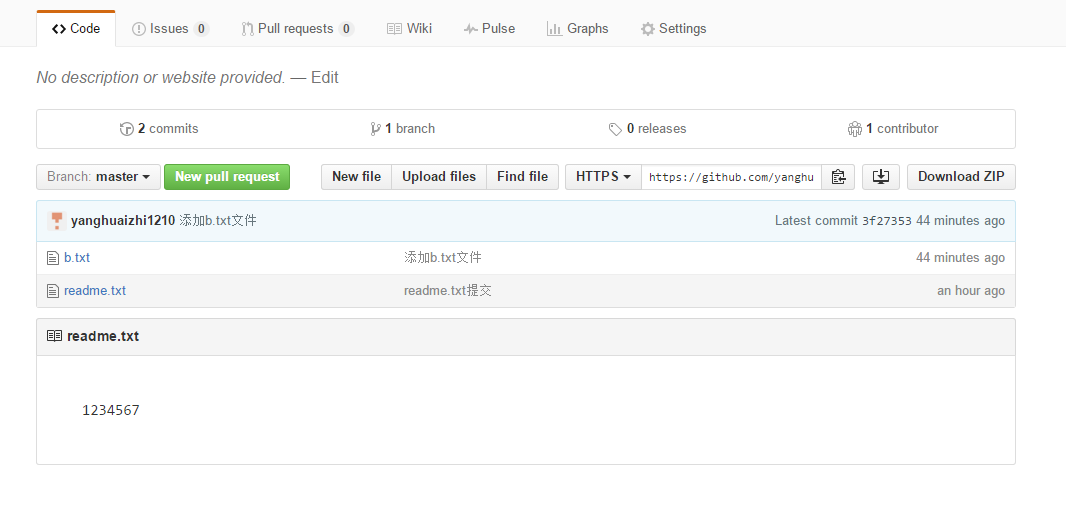 Code Issues 0 Pull requests 0 Wiki Pulse Graphs Settings
No description or website provided. — Edit
2 commits 1 branch 0 releases 1 contributor
Branch: master New pull request New file Upload files Find file HTTPS https://github.com/yanghu Download ZIP
yanghuaizhi1210 添加b.txt文件 Latest commit 3f27353 44 minutes ago
b.txt 添加b.txt文件 44 minutes ago
readme.txt readme.txt提交 an hour ago
readme.txt
1234567